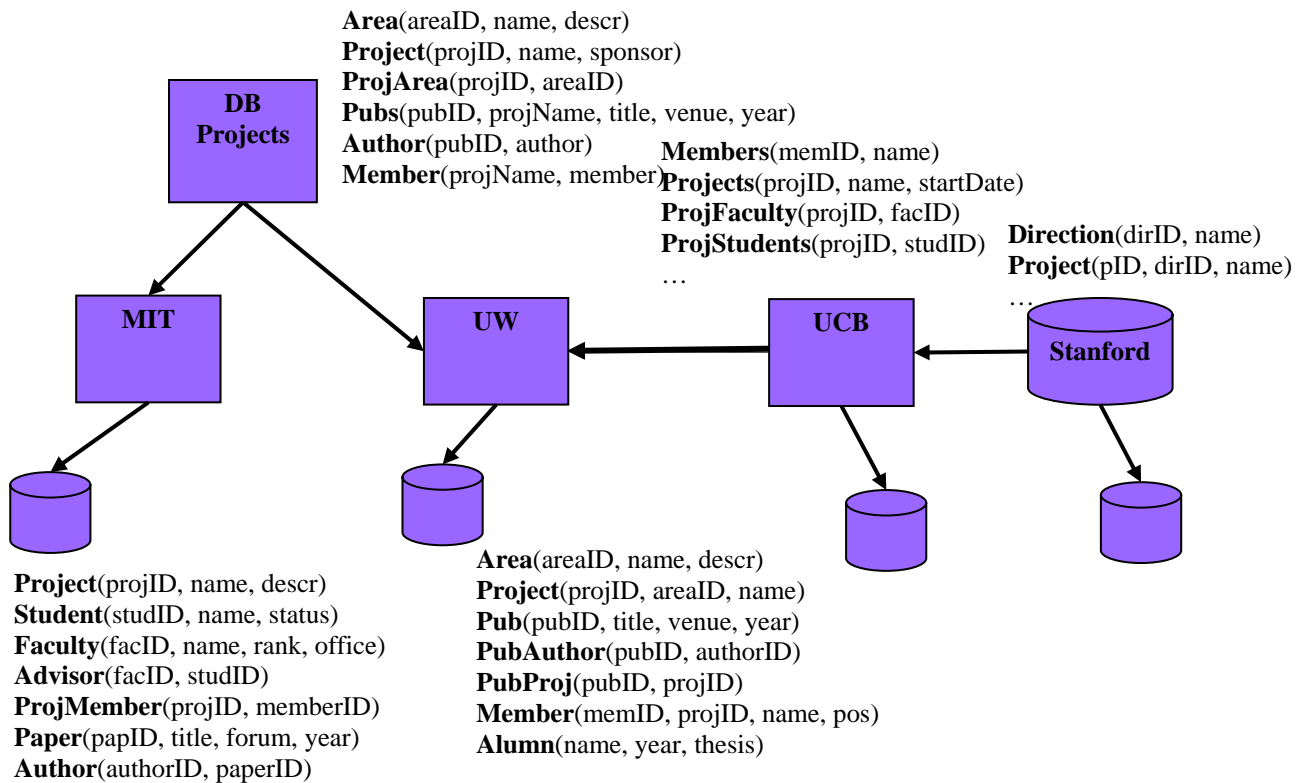 Area(areaID, name, descr)
Project(projID, name, sponsor)
ProjArea(projID, areaID)
Pubs(pubID, projName, title, venue, year)
Author(pubID, author)
Member(projName, member)
DB
Projects
Members(memID, name)
Projects(projID, name, startDate)
ProjFaculty(projID, facID)
ProjStudents(projID, studID)
…
Direction(dirID, name)
Project(pID, dirID, name)
…
MIT
UW
UCB
Stanford
Project(projID, name, descr)
Student(studID, name, status)
Faculty(facID, name, rank, office)
Advisor(facID, studID)
ProjMember(projID, memberID)
Paper(papID, title, forum, year)
Author(authorID, paperID)
Area(areaID, name, descr)
Project(projID, areaID, name)
Pub(pubID, title, venue, year)
PubAuthor(pubID, authorID)
PubProj(pubID, projID)
Member(memID, projID, name, pos)
Alumn(name, year, thesis)